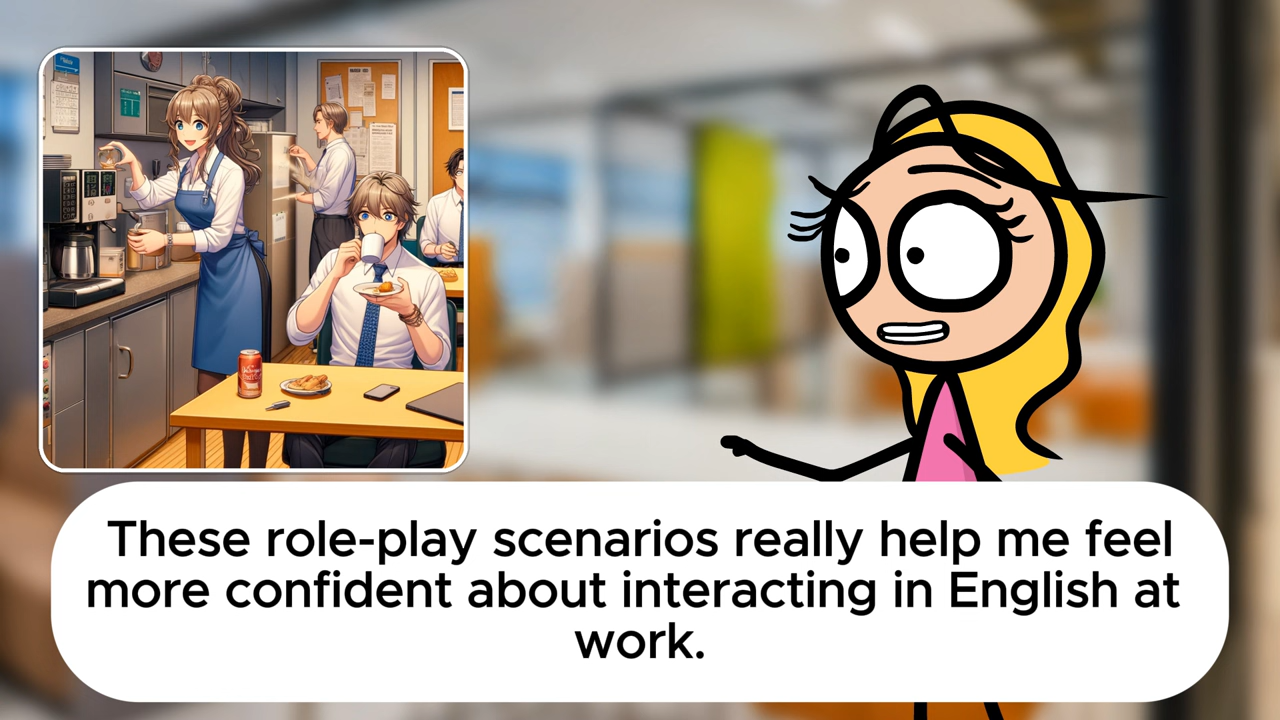 These role-play scenarios really help me feel
more confident about interacting in English at
work.